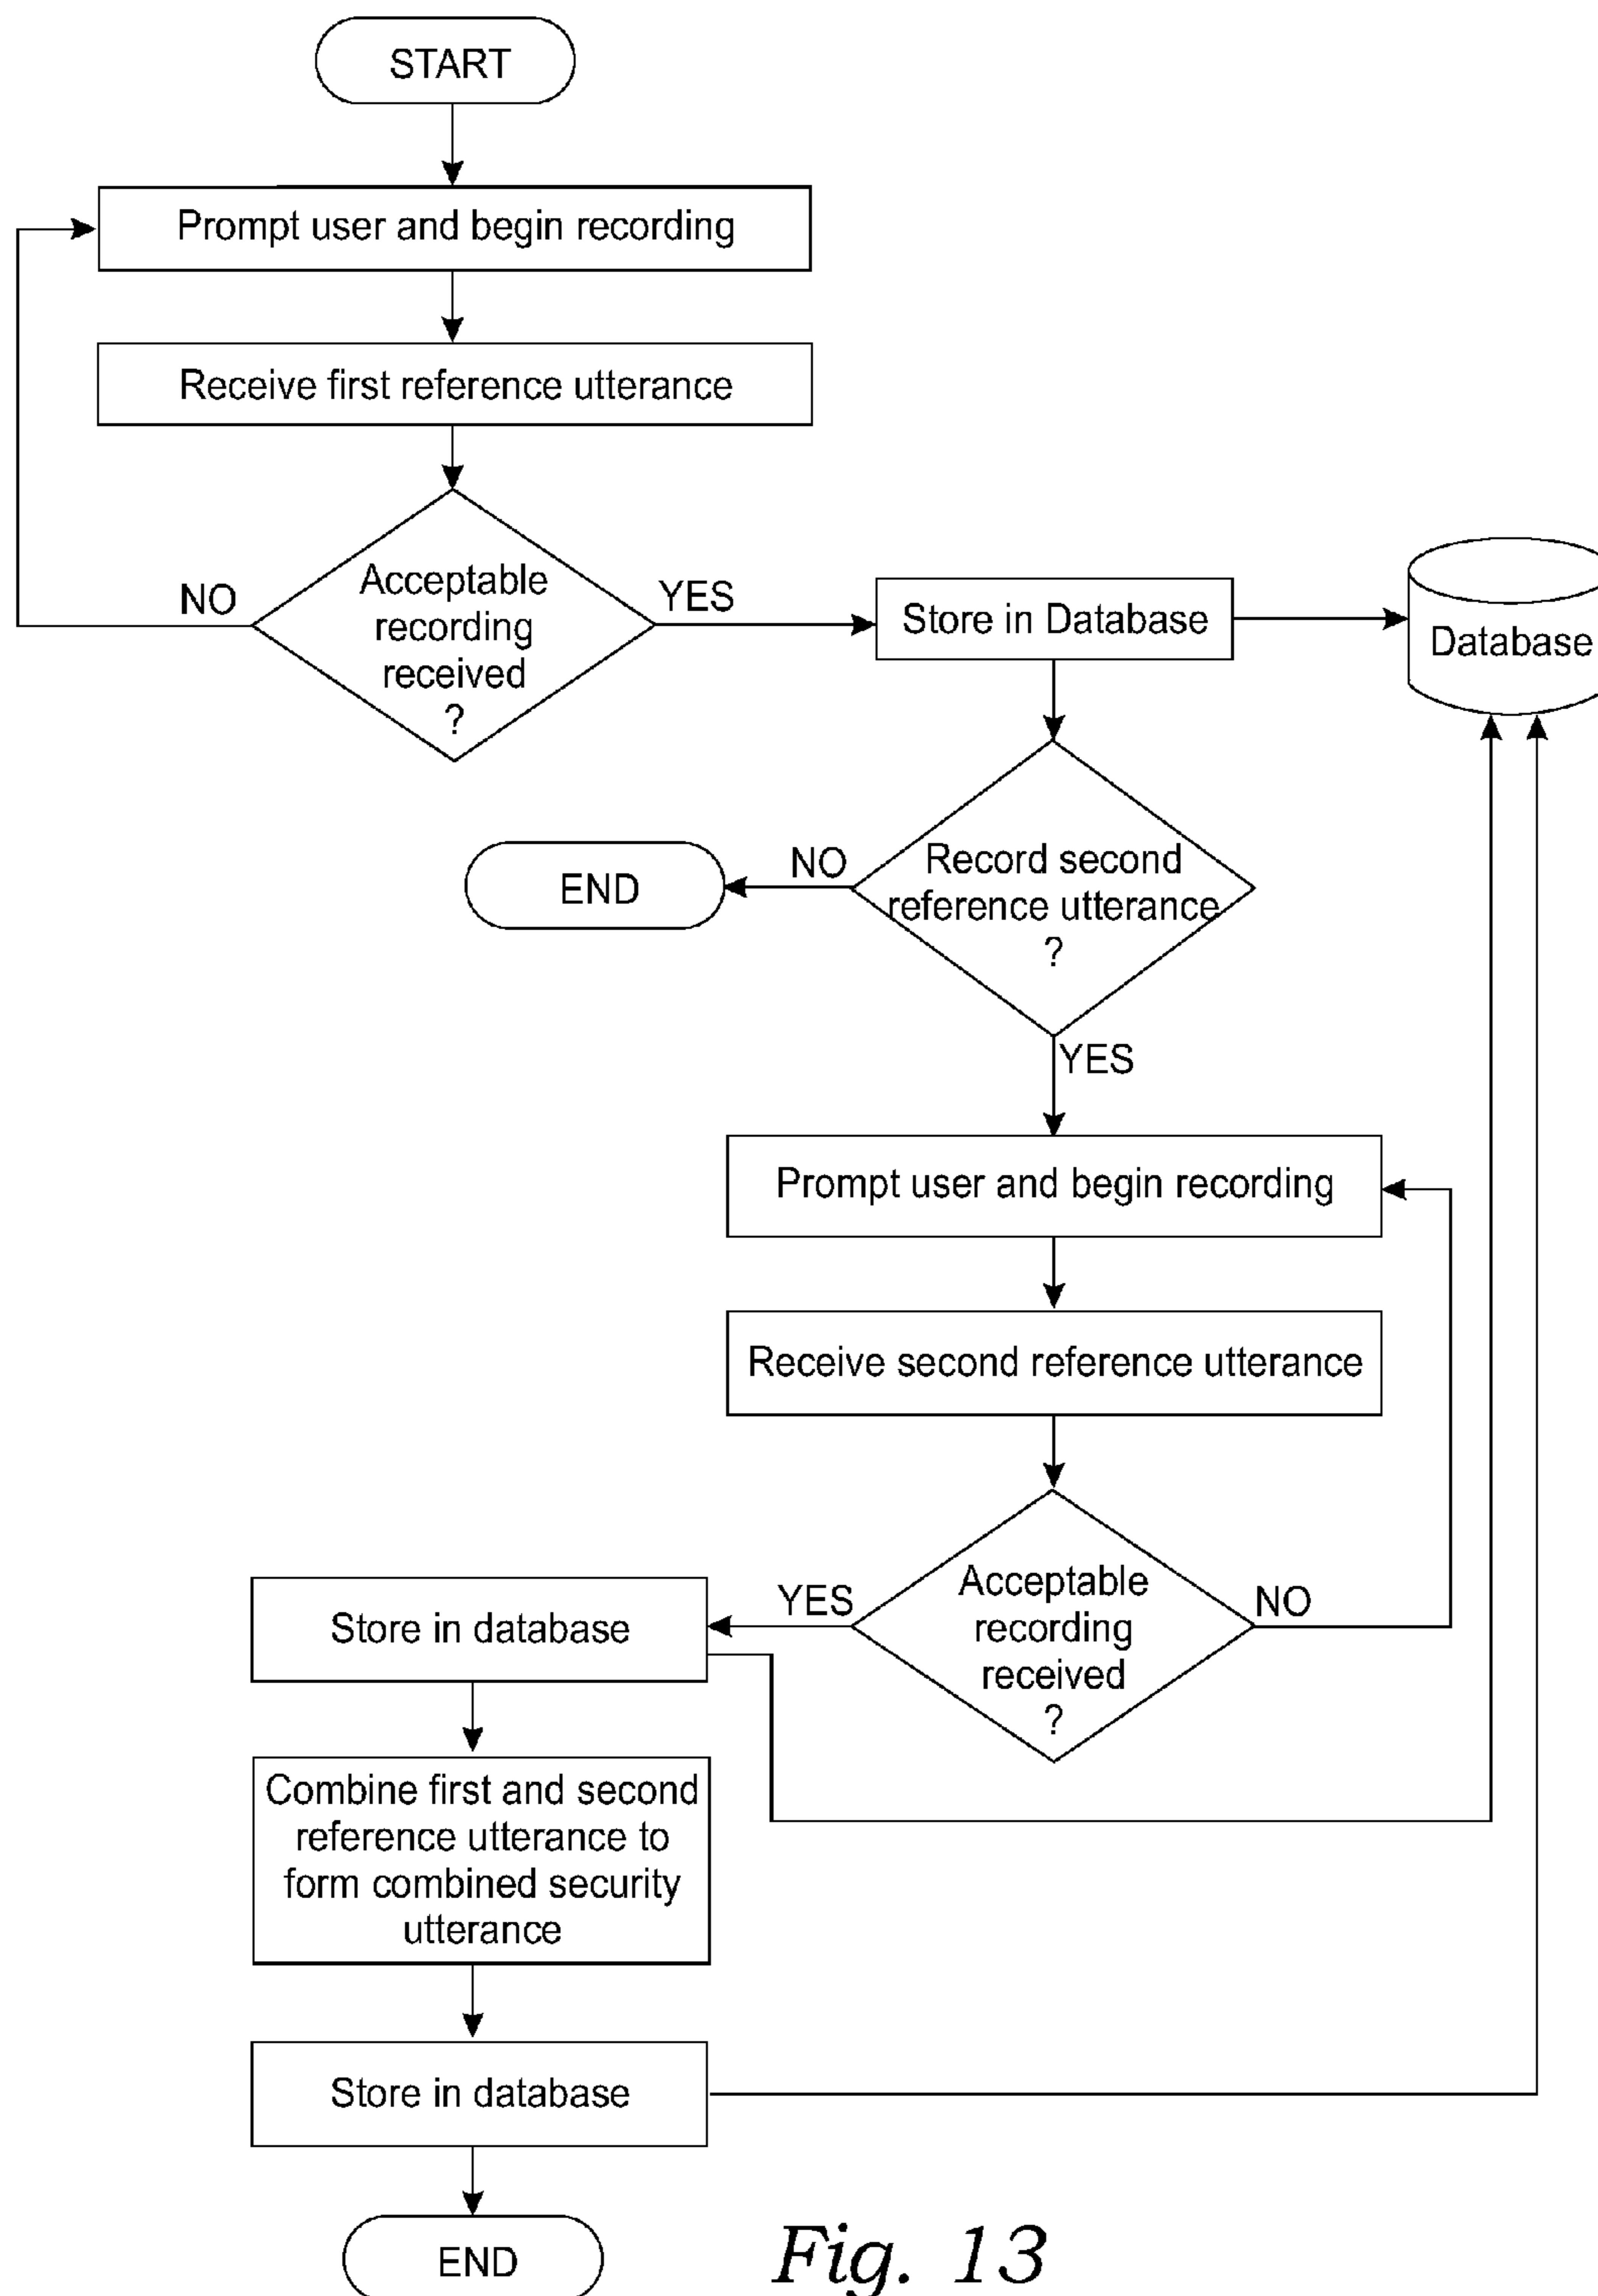 START
Prompt user and begin recording
Receive first reference utterance
Acceptable
recording
received
?
NO
YES
Store in Database
Database
Record second
reference utterance
?
NO
END
YES
Prompt user and begin recording
Receive second reference utterance
Acceptable
recording
received
?
YES
NO
Store in database
Combine first and second
reference utterance to
form combined security
utterance
Store in database
END
Fig. 13